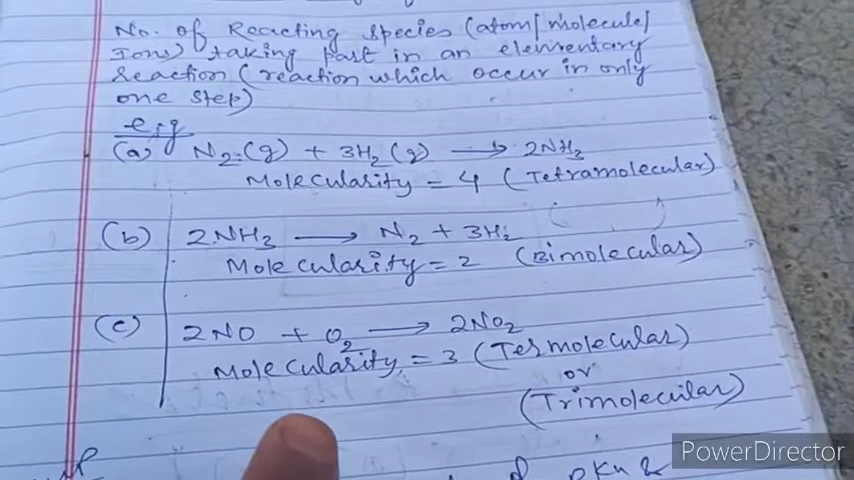 No. of Reacting Species (atom/molecule/
Ions) taking part in an elementary
reaction (reaction which occur in only
one step)
e.g
(a) N2(g) + 3H2(g) → 2NH3
Molecularity = 4 (Tetramolecular)
(b) 2NH3 → N2 + 3H2
Molecularity = 2 (Bimolecular)
(c) 2NO + O2 → 2NO2
Molecularity = 3 (Termolecular)
or
(Trimolecular)
of
PowerDirector